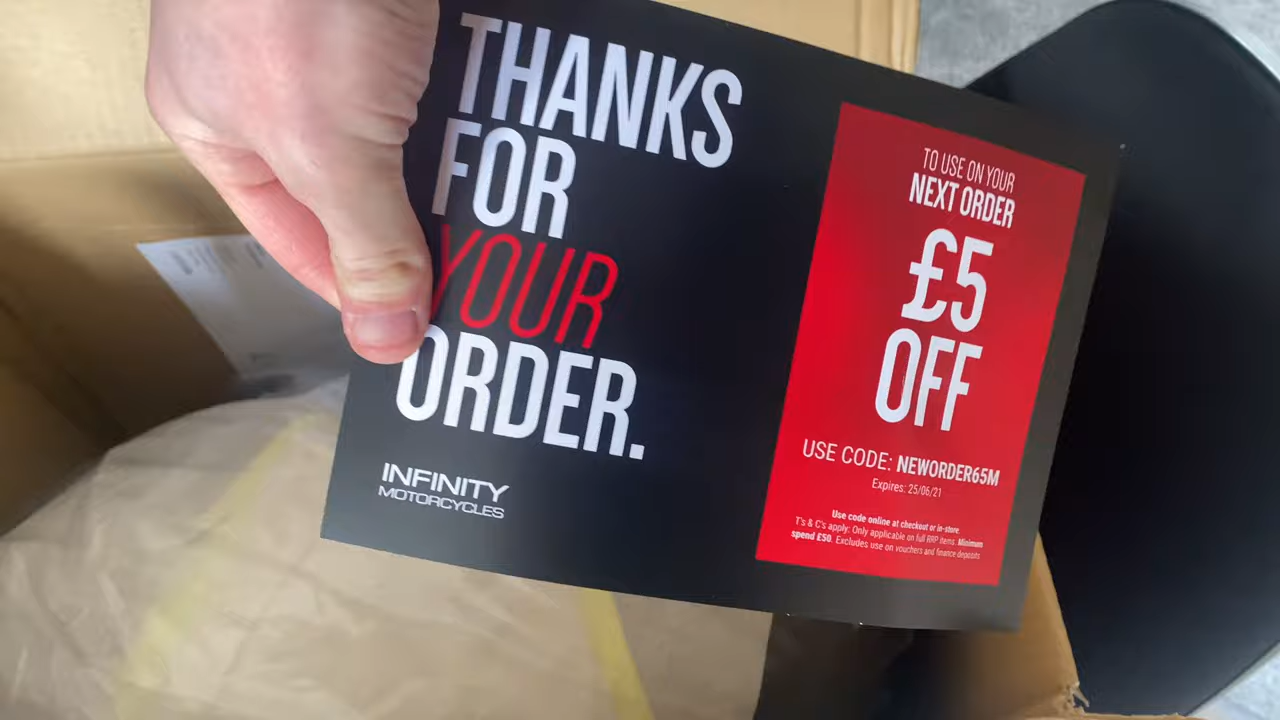 THANKS
FOR
YOUR
ORDER.
INFINITY
MOTORCYCLES
TO USE ON YOUR
NEXT ORDER
£5
OFF
USE CODE: NEWORDER65M
Expires: 25/06/21
Use code online at checkout or in-store.
T's & C's apply: Only applicable on full RRP items. Minimum
spend £50. Excludes use on vouchers and finance deposits